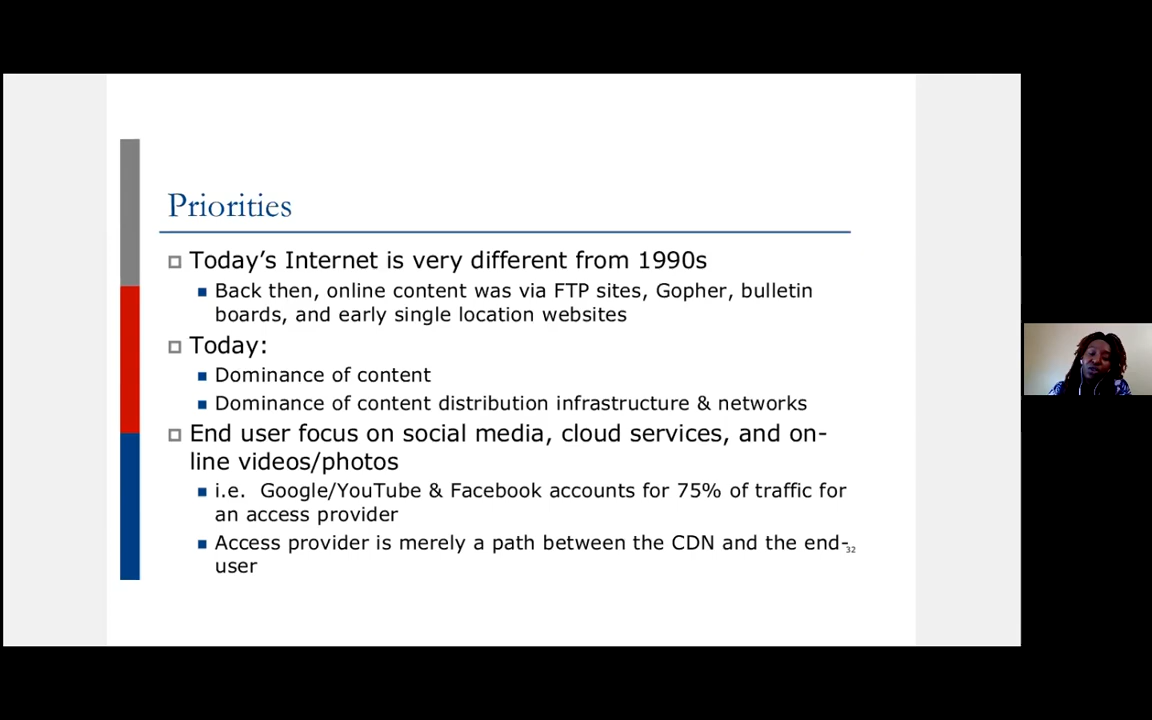 Priorities
Today's Internet is very different from 1990s
Back then, online content was via FTP sites, Gopher, bulletin
boards, and early single location websites
Today:
Dominance of content
Dominance of content distribution infrastructure & networks
End user focus on social media, cloud services, and on-
line videos/photos
i.e. Google/YouTube & Facebook accounts for 75% of traffic for
an access provider
Access provider is merely a path between the CDN and the end-
user
32